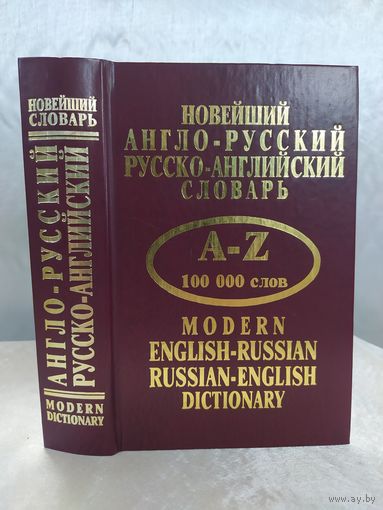 НОВЕЙШИЙ
СЛОВАРЬ
АНГЛО-РУССКИЙ
РУССКО-АНГЛИЙСКИЙ
MODERN
DICTIONARY
НОВЕЙШИЙ
АНГЛО-РУССКИЙ
РУССКО-АНГЛИЙСКИЙ
СЛОВАРЬ
A-Z
100 000 слов
MODERN
ENGLISH-RUSSIAN
RUSSIAN-ENGLISH
DICTIONARY
www.ay.by